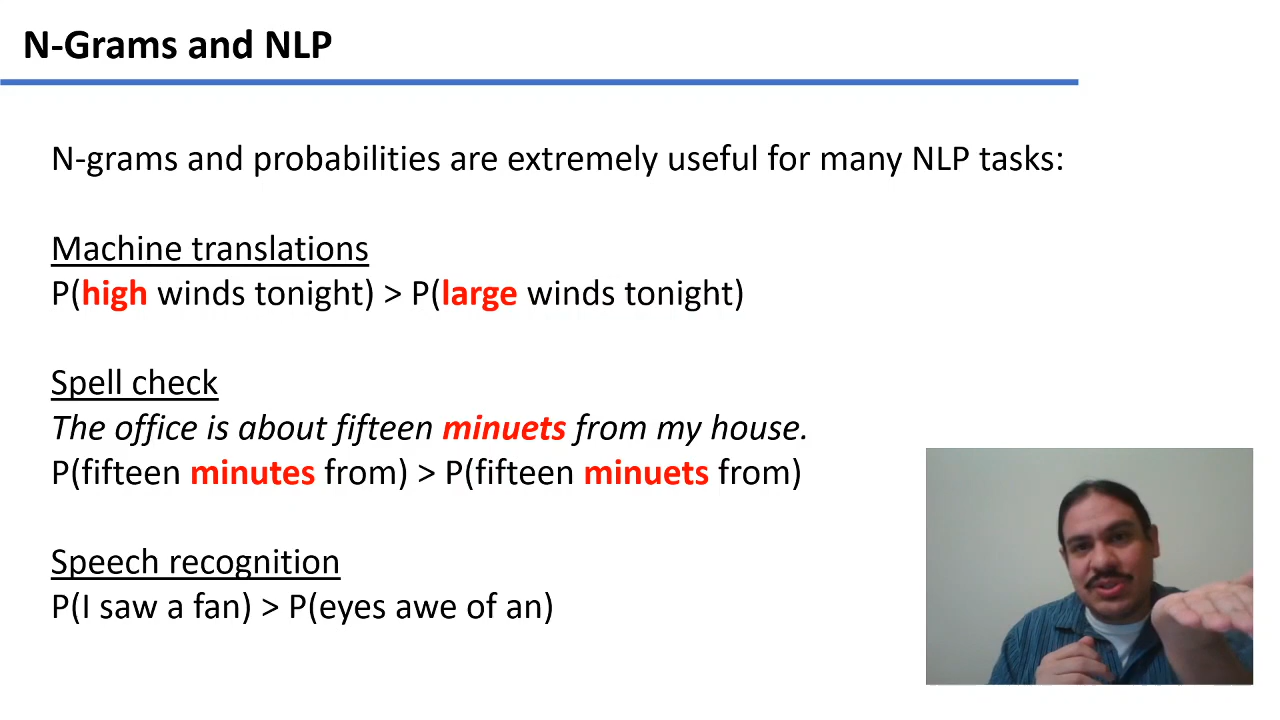 N-Grams and NLP
N-grams and probabilities are extremely useful for many NLP tasks:
Machine translations
P(high winds tonight) > P(large winds tonight)
Spell check
The office is about fifteen minuets from my house.
P(fifteen minutes from) > P(fifteen minuets from)
Speech recognition
P(I saw a fan) > P(eyes awe of an)